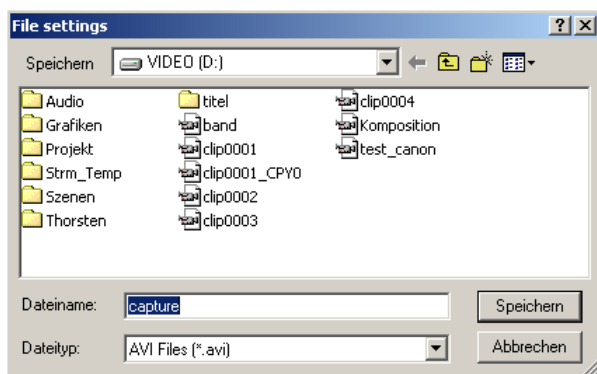 File settings
Speichern VIDEO (D:)
Audio titel clip0004
Grafiken band Komposition
Projekt clip0001 test_canon
Strm_Temp clip0001_CPY0
Szenen clip0002
Thorsten clip0003
Dateiname: capture Speichern
Dateityp: AVI Files (*.avi) Abbrechen